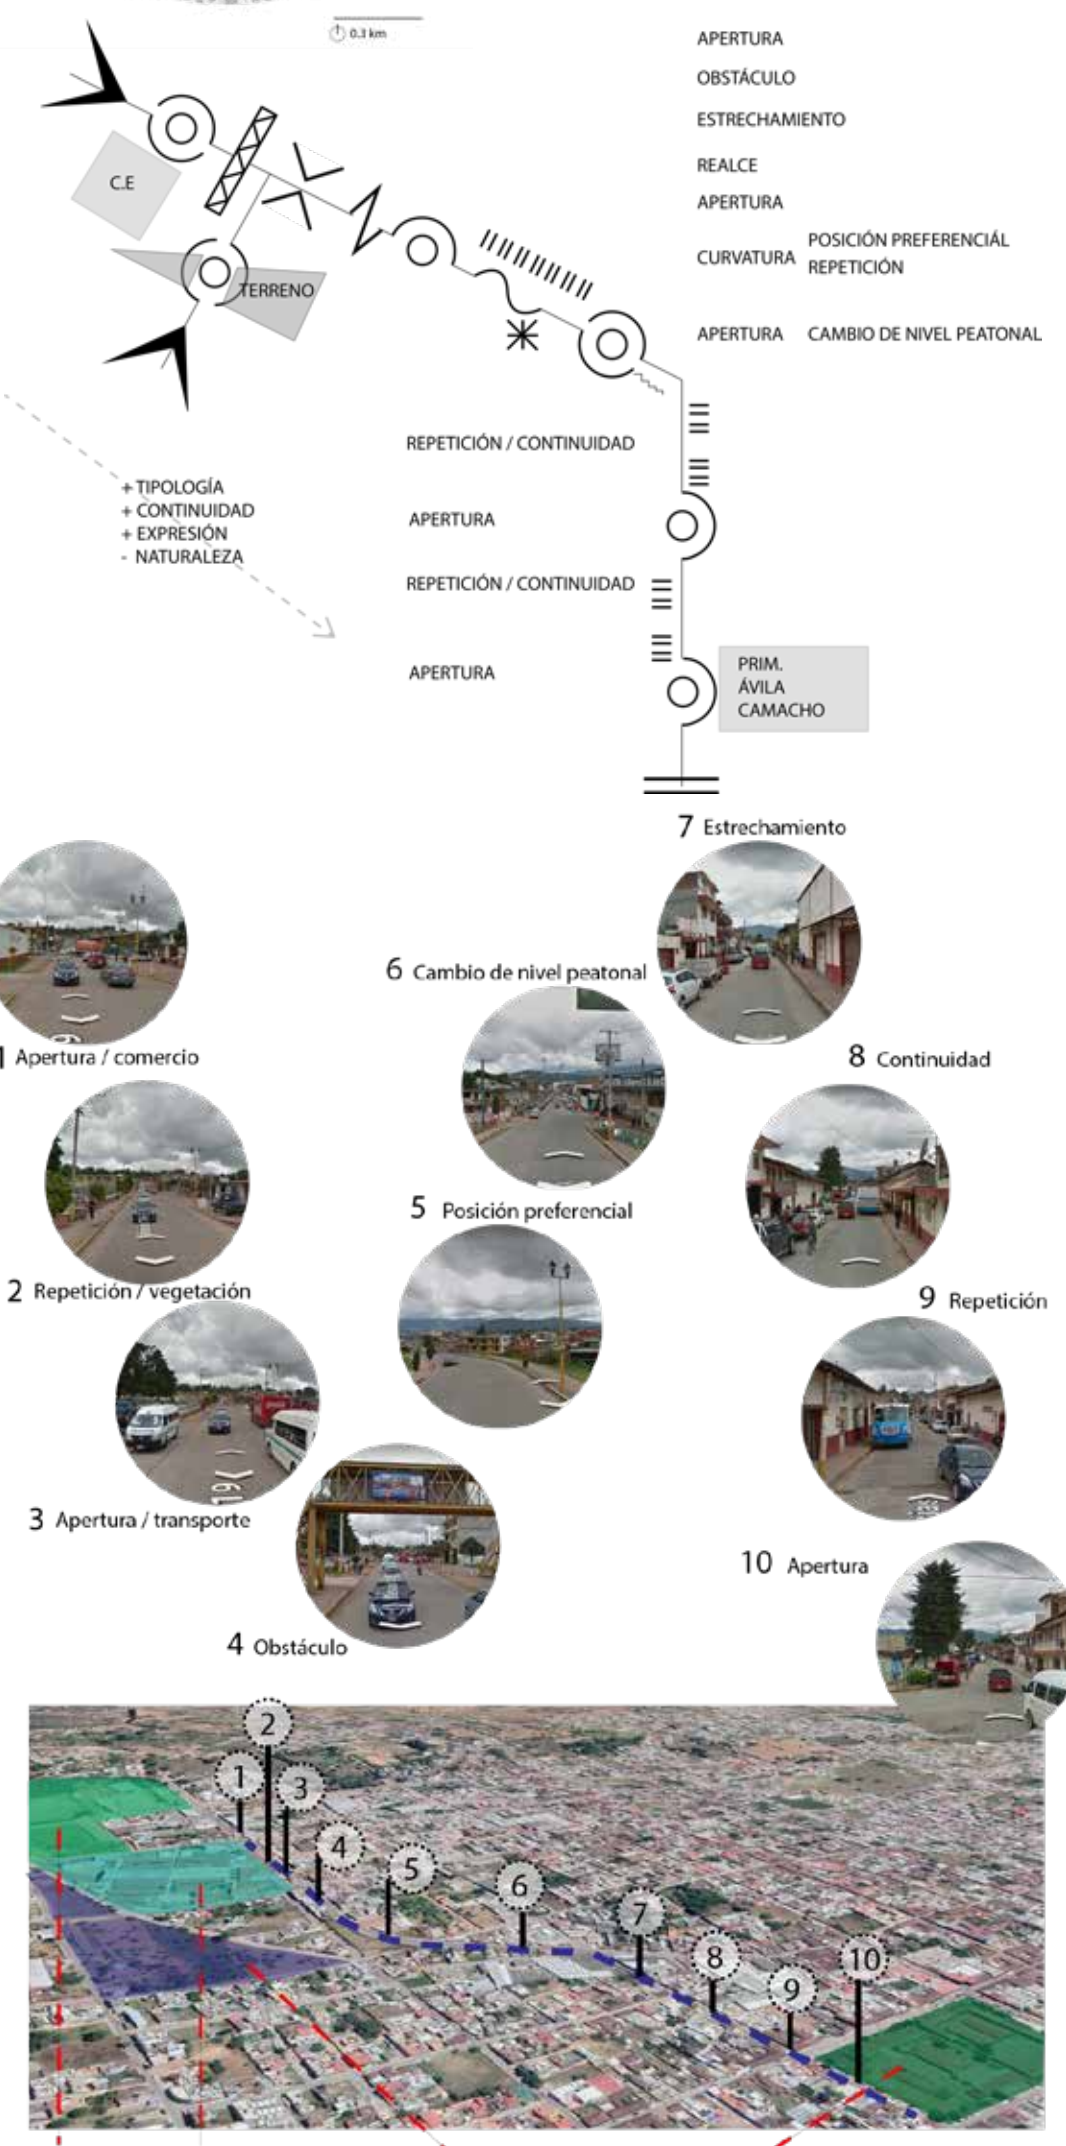 0.3 km
APERTURA
OBSTÁCULO
ESTRECHAMIENTO
REALCE
APERTURA
CURVATURA
POSICIÓN PREFERENCIÁL
REPETICIÓN
APERTURA CAMBIO DE NIVEL PEATONAL
C.E
TERRENO
REPETICIÓN / CONTINUIDAD
+ TIPOLOGÍA
+ CONTINUIDAD
+ EXPRESIÓN
- NATURALEZA
APERTURA
REPETICIÓN / CONTINUIDAD
APERTURA
PRIM.
ÁVILA
CAMACHO
7 Estrechamiento
6 Cambio de nivel peatonal
1 Apertura / comercio
8 Continuidad
5 Posición preferencial
2 Repetición / vegetación
9 Repetición
3 Apertura / transporte
10 Apertura
4 Obstáculo
2
1
3
4
5
6
7
8
9
10